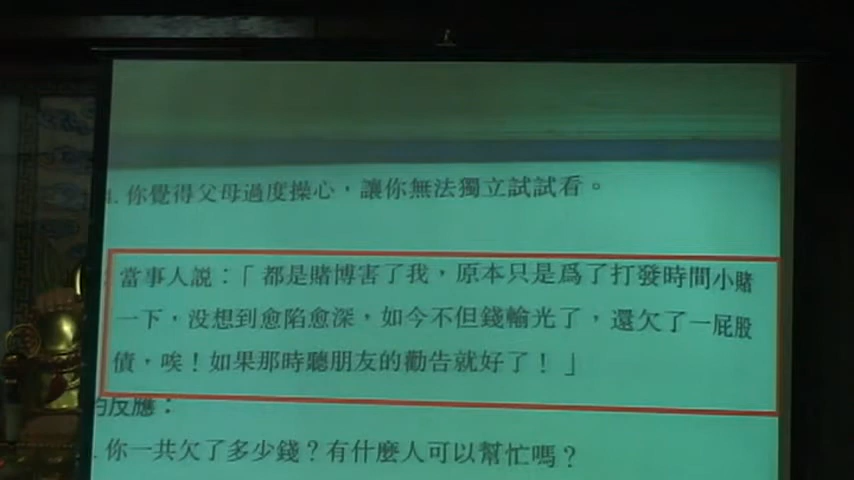 4. 你覺得父母過度操心，讓你無法獨立試試看。
當事人説：「都是賭博害了我，原本只是爲了打發時間小賭
一下，没想到愈陷愈深，如今不但錢輸光了，還欠了一屁股
債，唉！如果那時聽朋友的勸告就好了！」
的反應：
你一共欠了多少錢？有什麼人可以幫忙嗎？